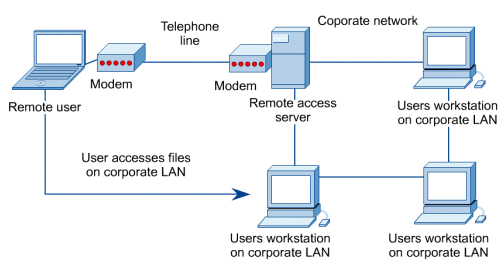 Telephone
line
Coporate network
Remote user
Modem
Modem
Remote access
server
Users workstation
on corporate LAN
User accesses files
on corporate LAN
Users workstation
on corporate LAN
Users workstation
on corporate LAN